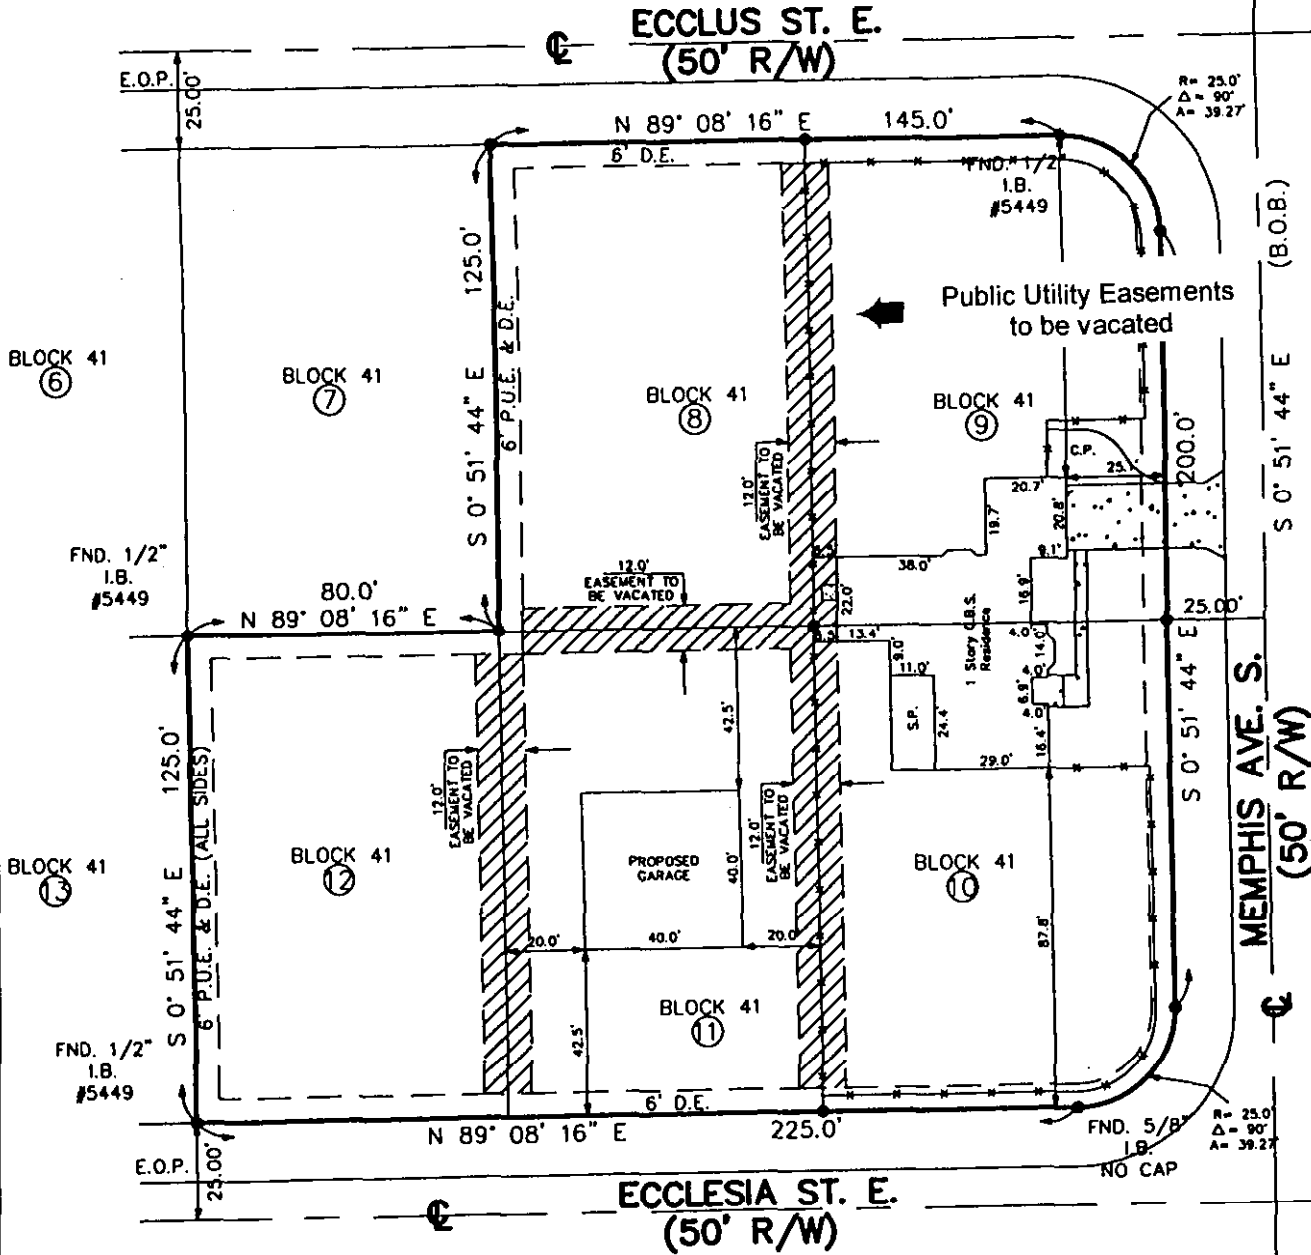 ECCLUS ST. E.
(50' R/W)
E.O.P.
25.00'
R= 25.0'
Δ= 90°
A= 39.27'
N 89° 08' 16" E
145.0'
6' D.E.
FND. 1/2"
I.B.
#5449
(B.O.B.)
125.0'
S 0° 51' 44" E
6' P.U.E. & D.E.
Public Utility Easements
to be vacated
BLOCK 41
6
BLOCK 41
7
BLOCK 41
8
BLOCK 41
9
200.0'
S 0° 51' 44" E
C.P.
25.1'
20.7'
19.7'
20.8'
12.0'
EASEMENT TO
BE VACATED
38.0'
9.1'
FND. 1/2"
I.B.
#5449
80.0'
N 89° 08' 16" E
12.0'
EASEMENT TO
BE VACATED
22.0'
16.9'
25.00'
13.4'
4.0'
14.0'
9.0'
11.0'
1 Story C.B.S.
Residence
4.0'
6.9'
4.0'
S.P.
24.4'
16.4'
29.0'
42.5'
S 0° 51' 44" E
MEMPHIS AVE. S.
(50' R/W)
125.0'
S 0° 51' 44" E
6' P.U.E. & D.E. (ALL SIDES)
12.0'
EASEMENT TO
BE VACATED
12.0'
EASEMENT TO
BE VACATED
BLOCK 41
13
BLOCK 41
12
PROPOSED
GARAGE
40.0'
BLOCK 41
10
20.0'
40.0'
20.0'
87.8'
BLOCK 41
11
42.5'
FND. 1/2"
I.B.
#5449
6' D.E.
N 89° 08' 16" E
225.0'
FND. 5/8"
I.B.
NO CAP
R= 25.0'
Δ= 90°
A= 39.27'
E.O.P.
25.00'
ECCLESIA ST. E.
(50' R/W)